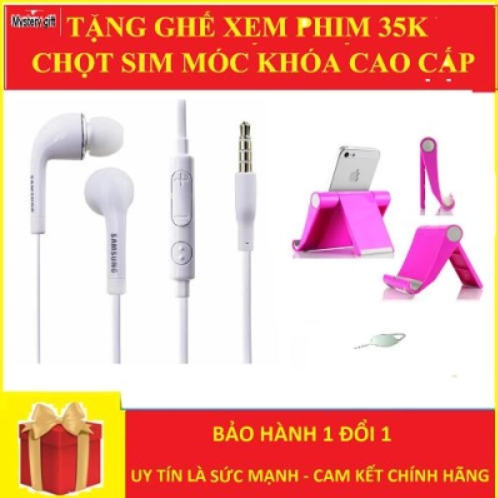 Mystery gift
TẶNG GHẾ XEM PHIM 35K
CHỌT SIM MÓC KHÓA CAO CẤP
SAMSUNG
SAMSUNG
BẢO HÀNH 1 ĐỔI 1
UY TÍN LÀ SỨC MẠNH - CAM KẾT CHÍNH HÃNG